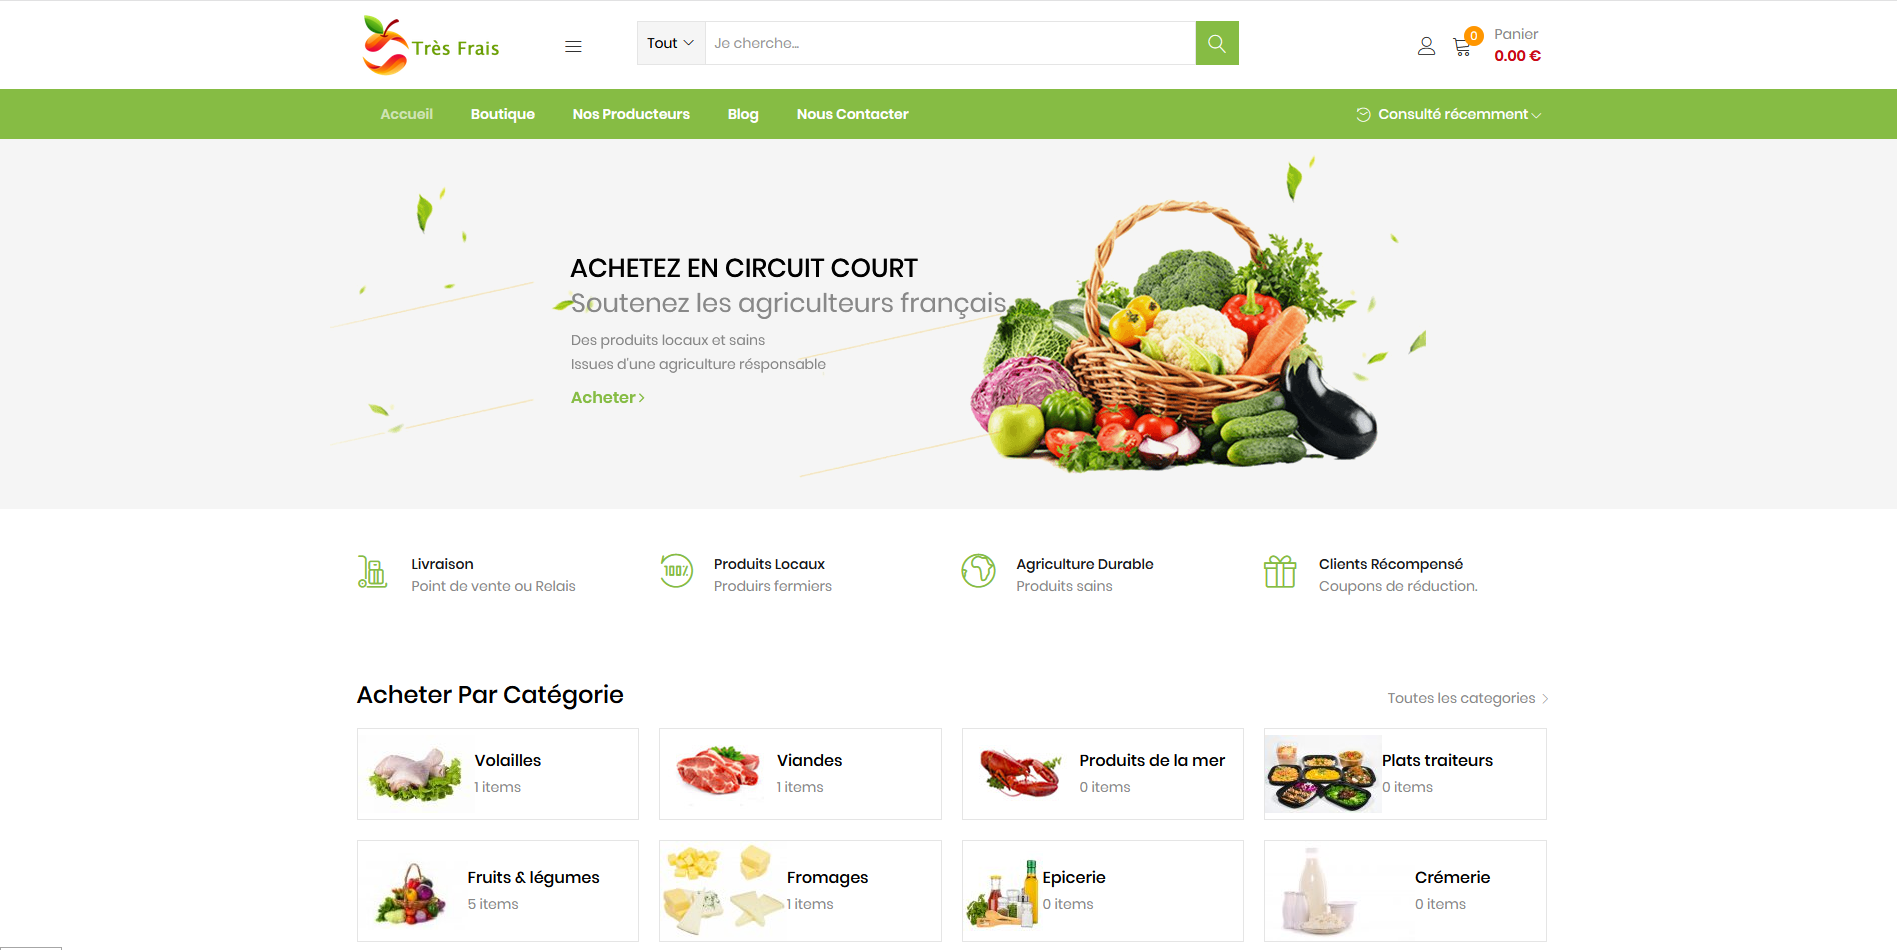 Très Frais
Tout
Je cherche...
0
Panier
0.00 €
Accueil
Boutique
Nos Producteurs
Blog
Nous Contacter
Consulté récemment
ACHETEZ EN CIRCUIT COURT
Soutenez les agriculteurs français.
Des produits locaux et sains
Issues d'une agriculture résponsable
Acheter
Livraison
Point de vente ou Relais
100%
Produits Locaux
Produirs fermiers
Agriculture Durable
Produits sains
Clients Récompensé
Coupons de réduction.
Acheter Par Catégorie
Toutes les categories
Volailles
1 items
Viandes
1 items
Produits de la mer
0 items
Plats traiteurs
0 items
Fruits & légumes
5 items
Fromages
1 items
Epicerie
0 items
Crémerie
0 items